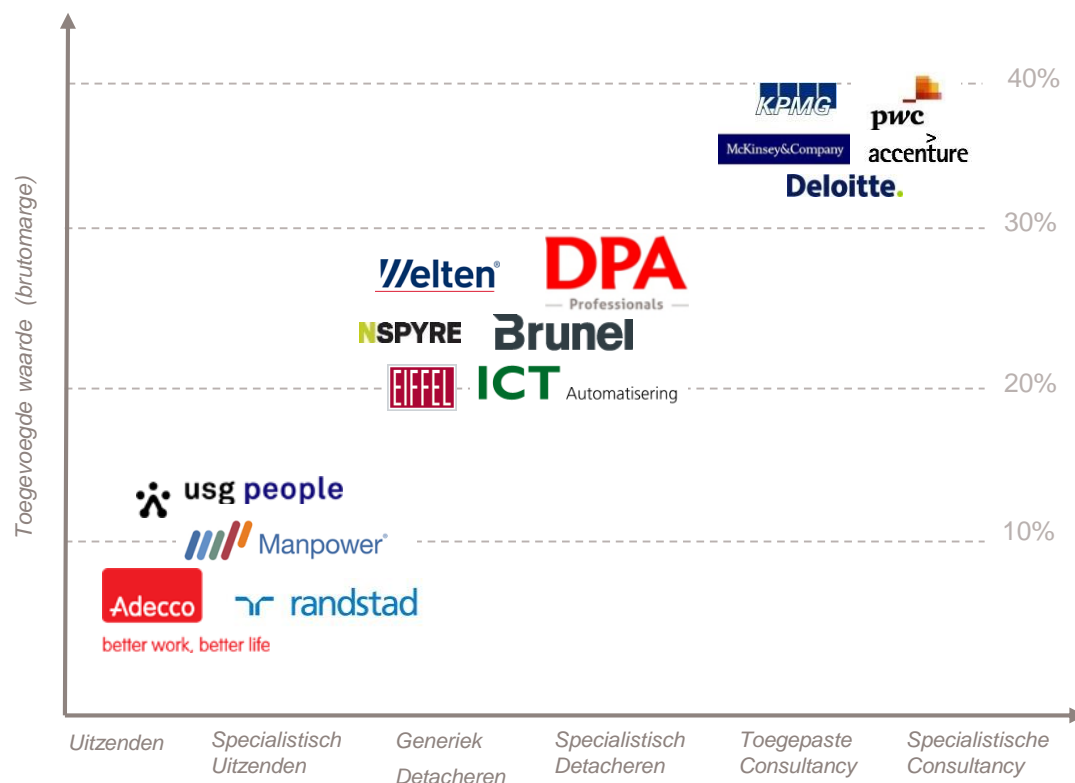 40%
KPMG
pwc
McKinsey&Company
accenture
>
Deloitte.
Toegevoegde waarde (brutomarge)
30%
Welten®
DPA
Professionals
NSPYRE
Brunel
20%
EIFFEL
ICT Automatisering
usg people
10%
Manpower®
Adecco
randstad
better work, better life
Uitzenden
Specialistisch
Uitzenden
Generiek
Detacheren
Specialistisch
Detacheren
Toegepaste
Consultancy
Specialistische
Consultancy